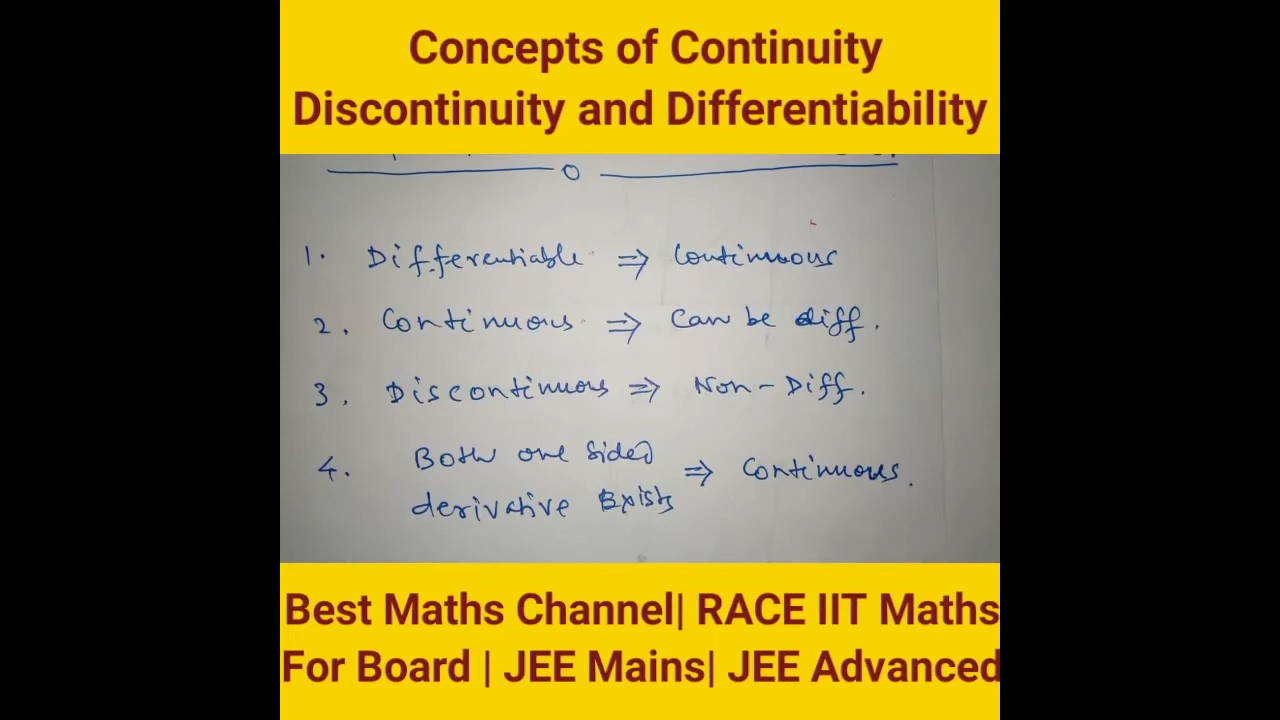 Concepts of Continuity
Discontinuity and Differentiability
1. Differentiable ⇒ Continuous
2. Continuous ⇒ Can be diff.
3. Discontinuous ⇒ Non-Diff.
4. Both one sided
derivative Exists ⇒ Continuous.
Best Maths Channel| RACE IIT Maths
For Board | JEE Mains| JEE Advanced